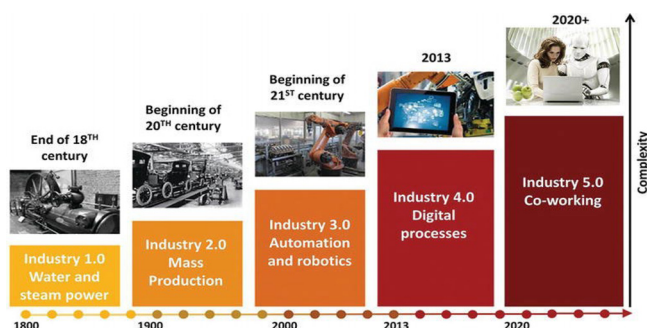 2020+
2013
Beginning of
21ST century
Beginning of
20TH century
End of 18TH
century
Complexity
Industry 1.0
Water and
steam power
Industry 2.0
Mass
Production
Industry 3.0
Automation
and robotics
Industry 4.0
Digital
processes
Industry 5.0
Co-working
1800
1900
2000
2013
2020